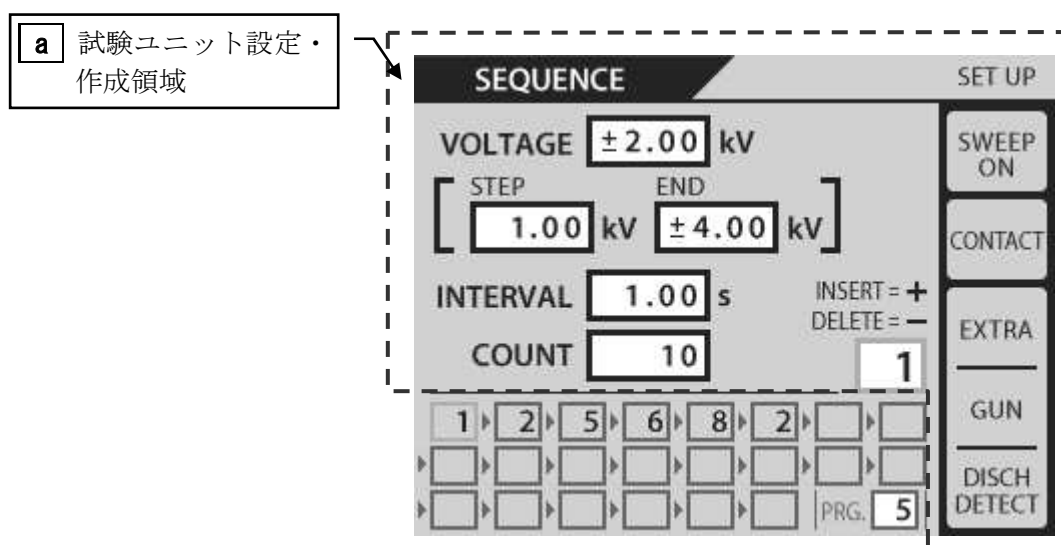 a 試験ユニット設定・
作成領域
SEQUENCE
SET UP
VOLTAGE ±2.00 kV
STEP END
1.00 kV ±4.00 kV
INTERVAL 1.00 s
COUNT 10
INSERT = +
DELETE = −
1
1 2 5 6 8 2
PRG. 5
SWEEP
ON
CONTACT
EXTRA
GUN
DISCH
DETECT